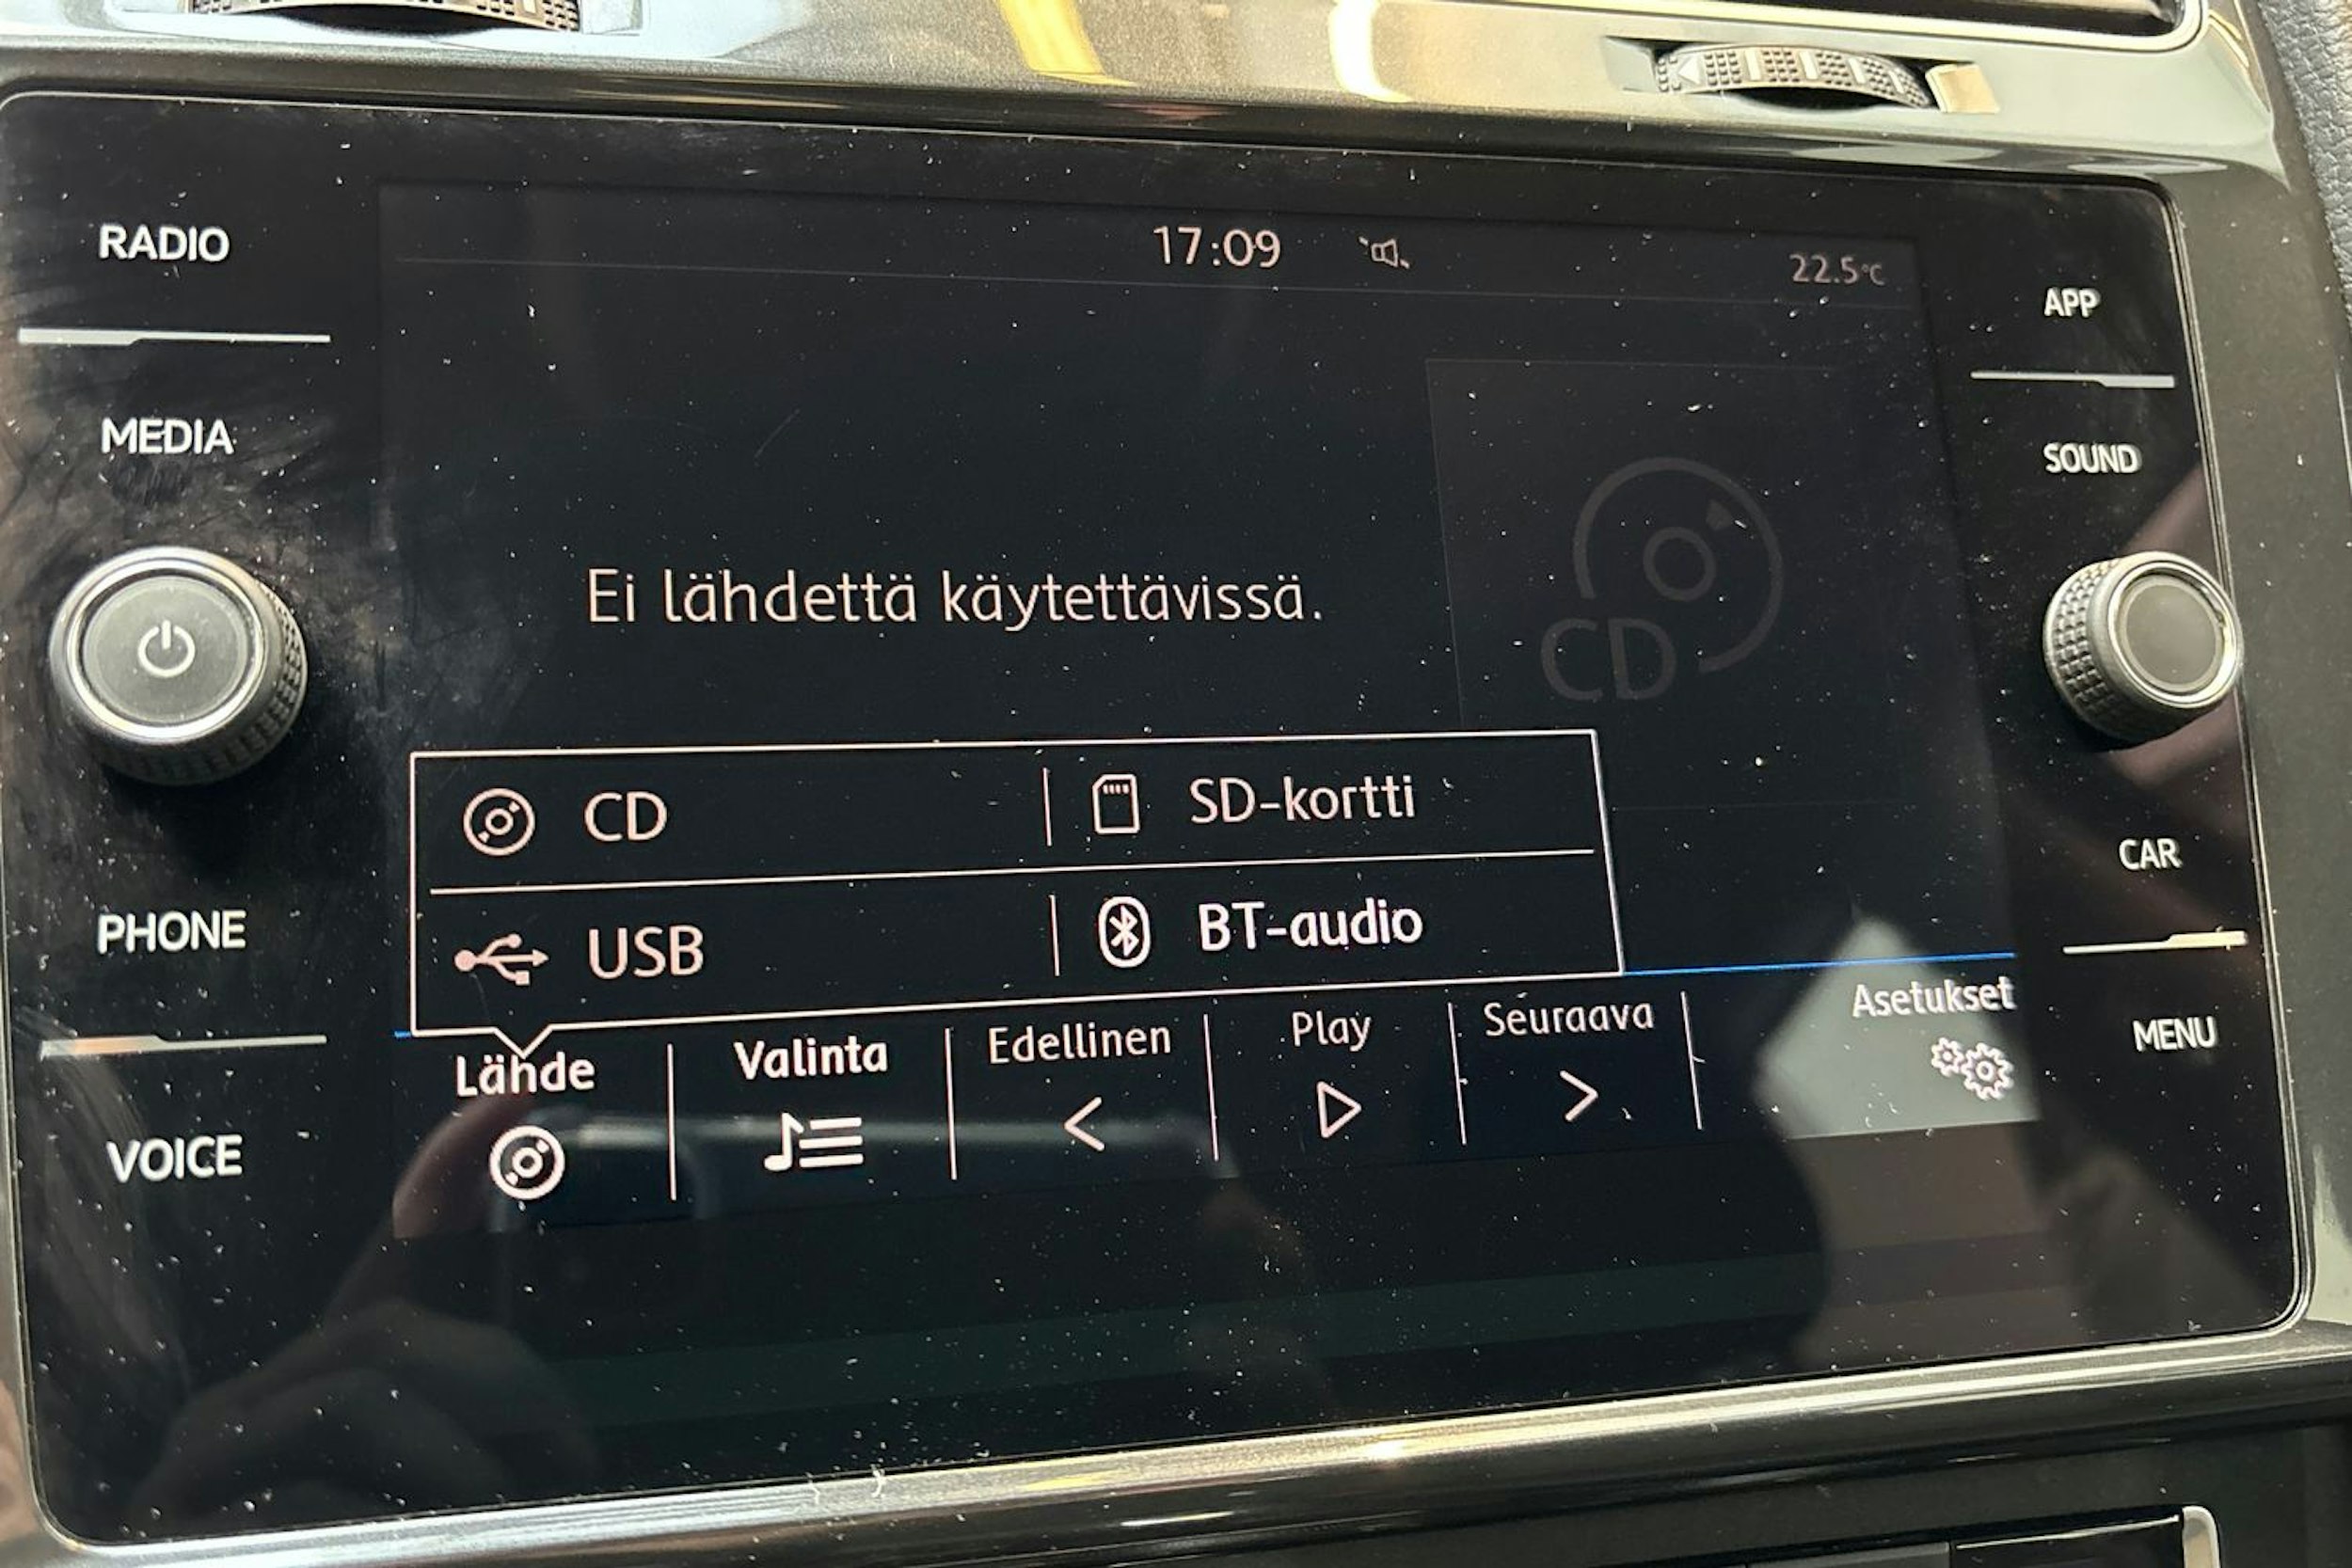 17:09
22.5°C
RADIO
APP
MEDIA
SOUND
Ei lähdettä käytettävissä.
CD
CD
SD-kortti
CAR
PHONE
USB
BT-audio
Lähde
Valinta
Edellinen
Play
Seuraava
Asetukset
MENU
VOICE